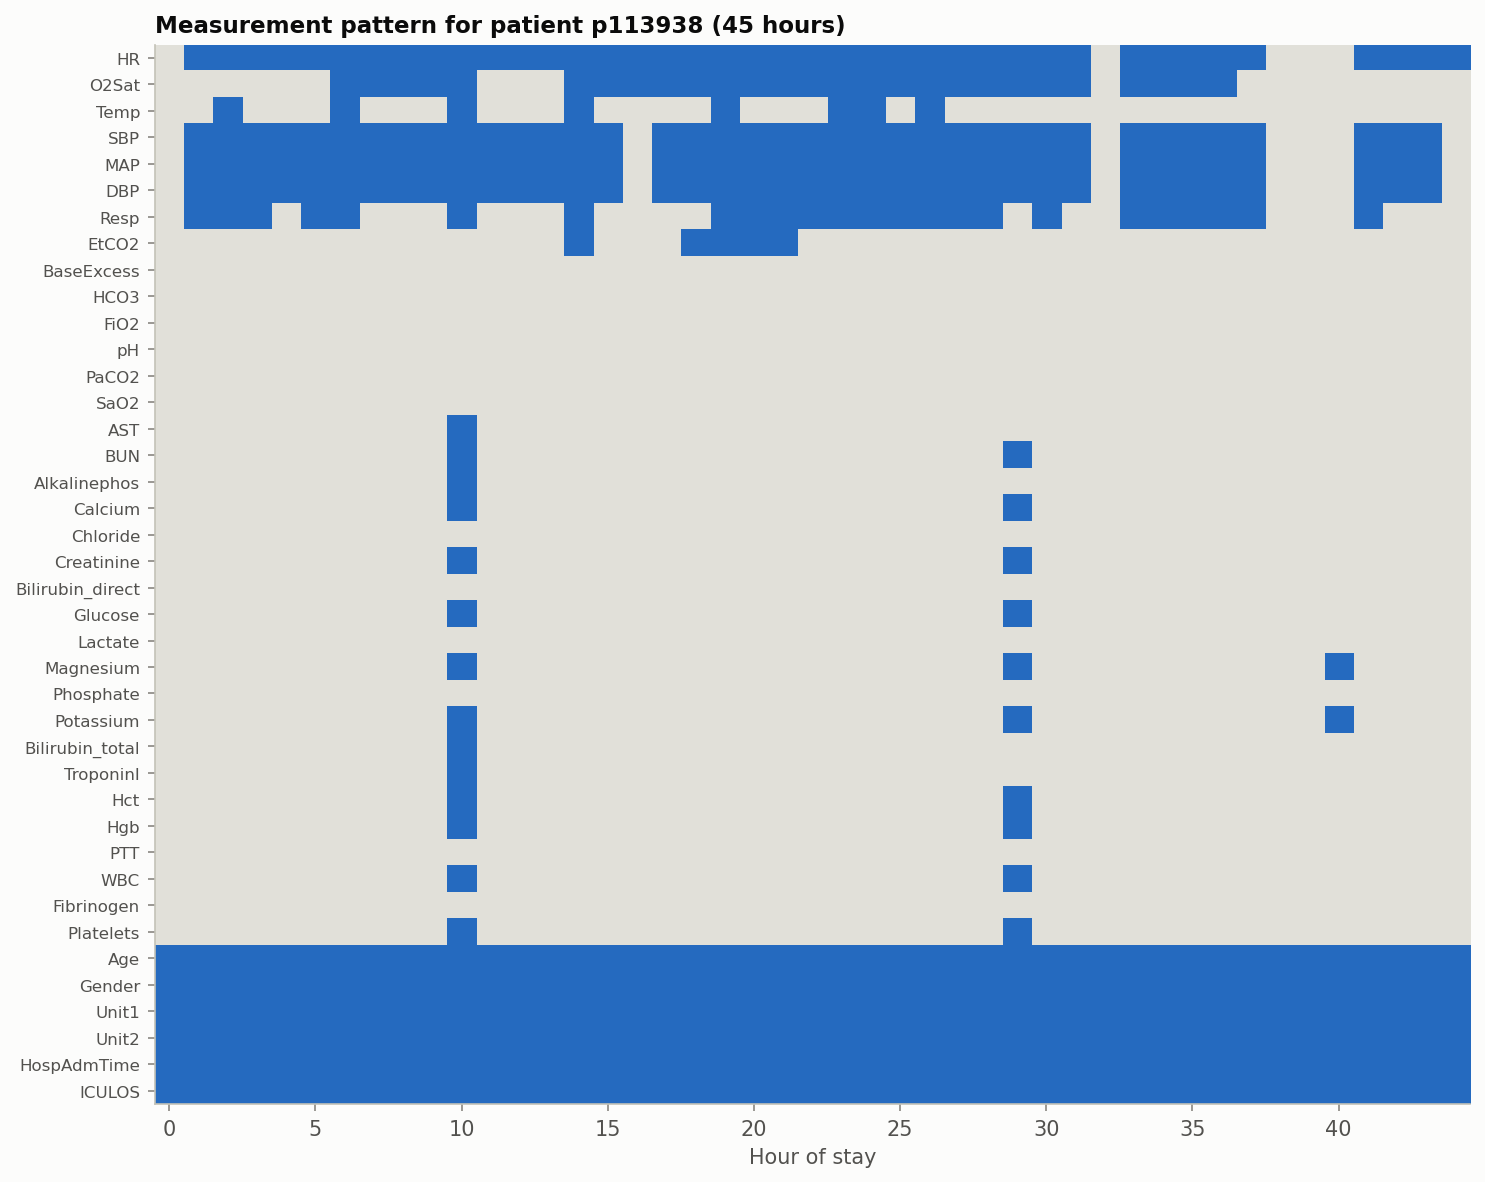 Measurement pattern for patient p113938 (45 hours)
HR
O2Sat
Temp
SBP
MAP
DBP
Resp
EtCO2
BaseExcess
HCO3
FiO2
pH
PaCO2
SaO2
AST
BUN
Alkalinephos
Calcium
Chloride
Creatinine
Bilirubin_direct
Glucose
Lactate
Magnesium
Phosphate
Potassium
Bilirubin_total
TroponinI
Hct
Hgb
PTT
WBC
Fibrinogen
Platelets
Age
Gender
Unit1
Unit2
HospAdmTime
ICULOS
0 5 10 15 20 25 30 35 40
Hour of stay